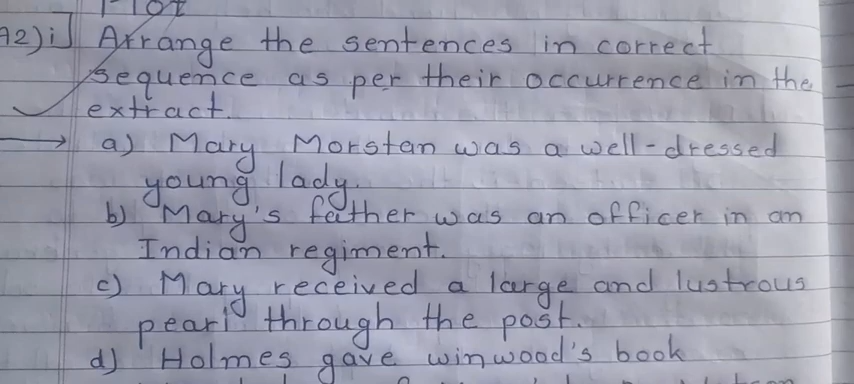 Plot
A2) i] Arrange the sentences in correct
sequence as per their occurrence in the
extract.
→ a) Mary Morstan was a well-dressed
young lady.
b) Mary's father was an officer in an
Indian regiment.
c) Mary received a large and lustrous
pearl through the post.
d) Holmes gave winwood's book